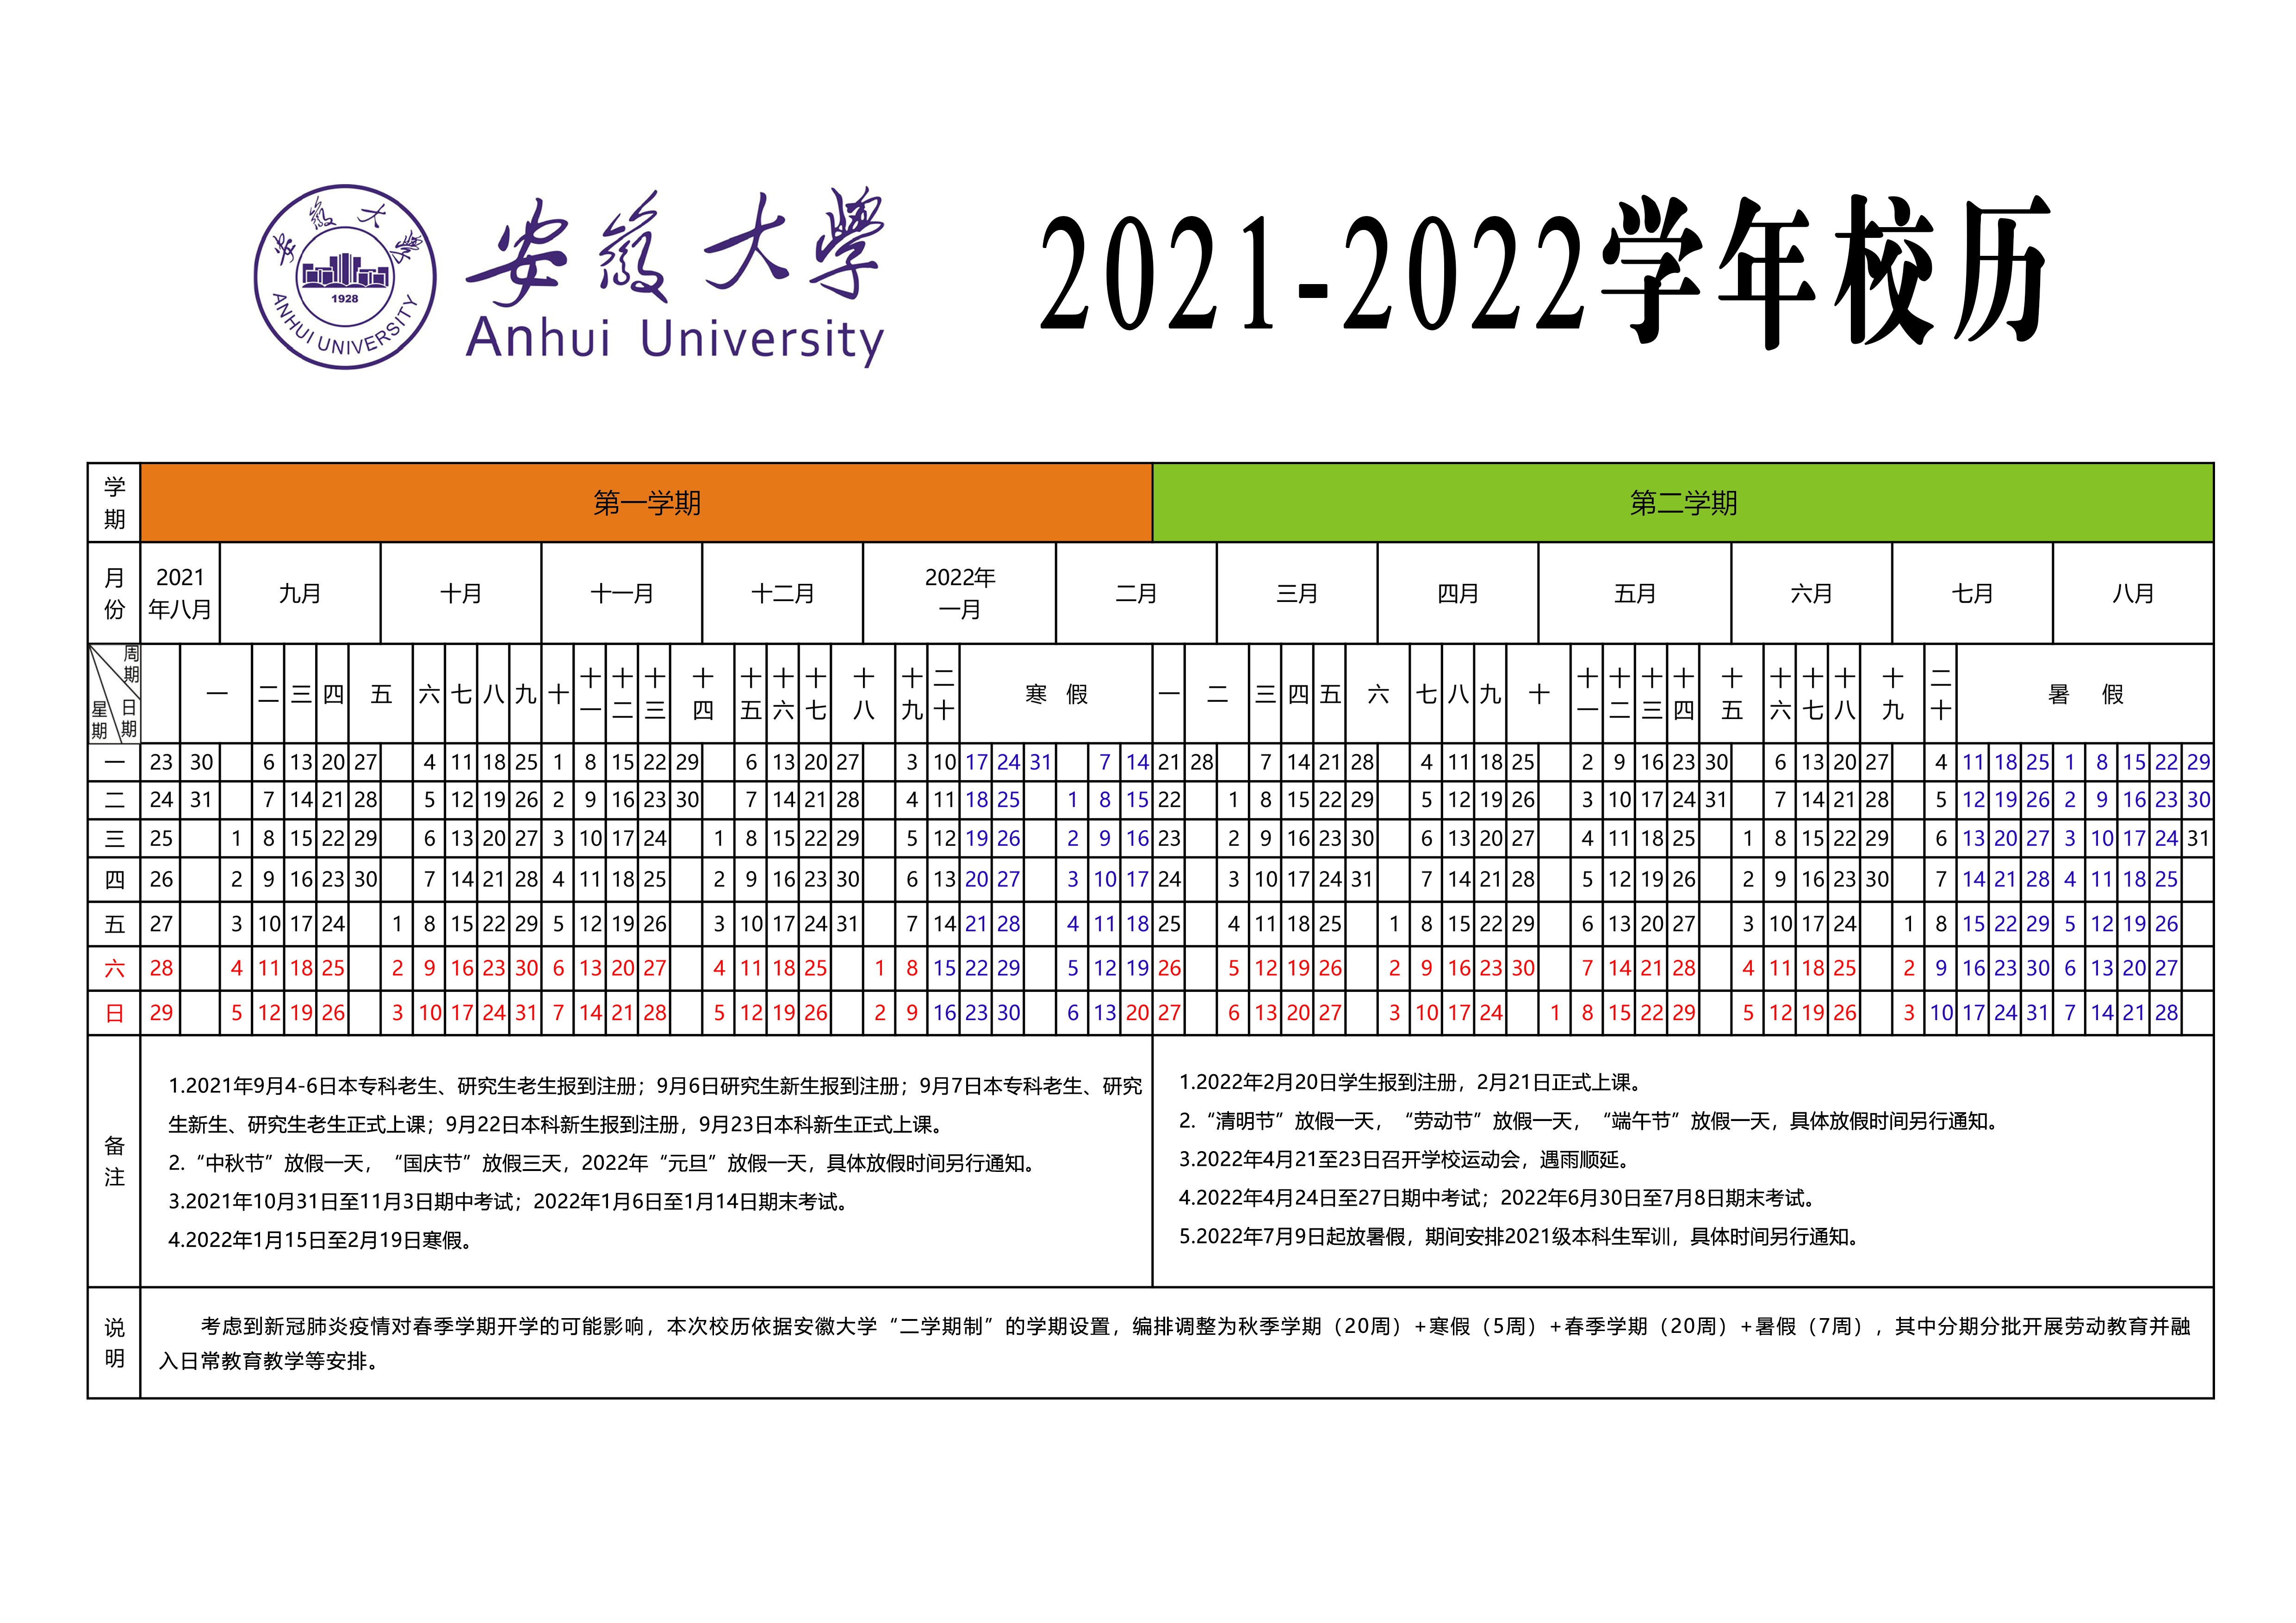 安徽大学
1928
ANHUI UNIVERSITY
安徽大學
Anhui University
2021-2022学年校历
学期 第一学期 第二学期
月份 2021年八月 九月 十月 十一月 十二月 2022年一月 二月 三月 四月 五月 六月 七月 八月
周期 日期 星期 一 二 三 四 五 六 七 八 九 十 十一 十二 十三 十四 十五 十六 十七 十八 十九 二十 寒假 一 二 三 四 五 六 七 八 九 十 十一 十二 十三 十四 十五 十六 十七 十八 十九 二十 暑假
一 23 30 6 13 20 27 4 11 18 25 1 8 15 22 29 6 13 20 27 3 10 17 24 31 7 14 21 28 7 14 21 28 4 11 18 25 2 9 16 23 30 6 13 20 27 4 11 18 25 1 8 15 22 29
二 24 31 7 14 21 28 5 12 19 26 2 9 16 23 30 7 14 21 28 4 11 18 25 1 8 15 22 1 8 15 22 29 5 12 19 26 3 10 17 24 31 7 14 21 28 5 12 19 26 2 9 16 23 30
三 25 1 8 15 22 29 6 13 20 27 3 10 17 24 1 8 15 22 29 5 12 19 26 2 9 16 23 2 9 16 23 30 6 13 20 27 4 11 18 25 1 8 15 22 29 6 13 20 27 3 10 17 24 31
四 26 2 9 16 23 30 7 14 21 28 4 11 18 25 2 9 16 23 30 6 13 20 27 3 10 17 24 3 10 17 24 31 7 14 21 28 5 12 19 26 2 9 16 23 30 7 14 21 28 4 11 18 25
五 27 3 10 17 24 1 8 15 22 29 5 12 19 26 3 10 17 24 31 7 14 21 28 4 11 18 25 4 11 18 25 1 8 15 22 29 6 13 20 27 3 10 17 24 1 8 15 22 29 5 12 19 26
六 28 4 11 18 25 2 9 16 23 30 6 13 20 27 4 11 18 25 1 8 15 22 29 5 12 19 26 5 12 19 26 2 9 16 23 30 7 14 21 28 4 11 18 25 2 9 16 23 30 6 13 20 27
日 29 5 12 19 26 3 10 17 24 31 7 14 21 28 5 12 19 26 2 9 16 23 30 6 13 20 27 6 13 20 27 3 10 17 24 1 8 15 22 29 5 12 19 26 3 10 17 24 31 7 14 21 28
备注
1.2021年9月4-6日本专科老生、研究生老生报到注册；9月6日研究生新生报到注册；9月7日本专科老生、研究
生新生、研究生老生正式上课；9月22日本科新生报到注册，9月23日本科新生正式上课。
2.“中秋节”放假一天，“国庆节”放假三天，2022年“元旦”放假一天，具体放假时间另行通知。
3.2021年10月31日至11月3日期中考试；2022年1月6日至1月14日期末考试。
4.2022年1月15日至2月19日寒假。
1.2022年2月20日学生报到注册，2月21日正式上课。
2.“清明节”放假一天，“劳动节”放假一天，“端午节”放假一天，具体放假时间另行通知。
3.2022年4月21至23日召开学校运动会，遇雨顺延。
4.2022年4月24日至27日期中考试；2022年6月30日至7月8日期末考试。
5.2022年7月9日起放暑假，期间安排2021级本科生军训，具体时间另行通知。
说明
考虑到新冠肺炎疫情对春季学期开学的可能影响，本次校历依据安徽大学“二学期制”的学期设置，编排调整为秋季学期（20周）+寒假（5周）+春季学期（20周）+暑假（7周），其中分期分批开展劳动教育并融
入日常教育教学等安排。